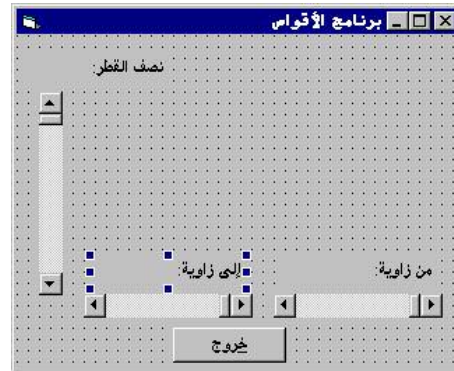 برنامج الأقواس
نصف القطر:
من زاوية:
إلى زاوية:
خروج